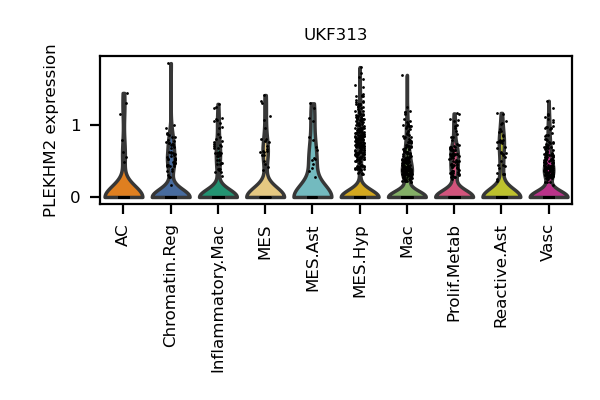 UKF313
PLEKHM2 expression
1
0
AC
Chromatin.Reg
Inflammatory.Mac
MES
MES.Ast
MES.Hyp
Mac
Prolif.Metab
Reactive.Ast
Vasc